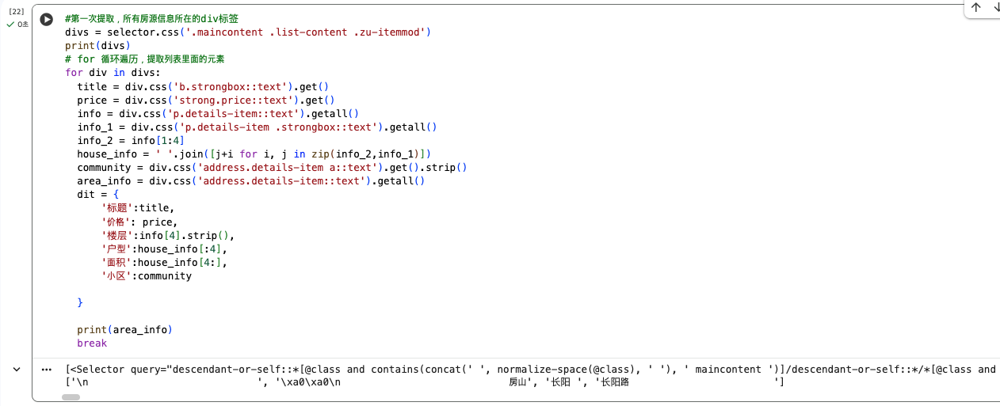 [22]
0초
#第一次提取，所有房源信息所在的div标签
divs = selector.css('.maincontent .list-content .zu-itemmod')
print(divs)
# for 循环遍历，提取列表里面的元素
for div in divs:
  title = div.css('b.strongbox::text').get()
  price = div.css('strong.price::text').get()
  info = div.css('p.details-item::text').getall()
  info_1 = div.css('p.details-item .strongbox::text').getall()
  info_2 = info[1:4]
  house_info = ' '.join([j+i for i, j in zip(info_2,info_1)])
  community = div.css('address.details-item a::text').get().strip()
  area_info = div.css('address.details-item::text').getall()
  dit = {
      '标题':title,
      '价格': price,
      '楼层':info[4].strip(),
      '户型':house_info[:4],
      '面积':house_info[4:],
      '小区':community
  }
  print(area_info)
  break
[<Selector query="descendant-or-self::*[@class and contains(concat(' ', normalize-space(@class), ' '), ' maincontent ')]/descendant-or-self::*/*[@class and
['\n                            ', '\xa0\xa0\n                            房山', '长阳 ', '长阳路                        ']